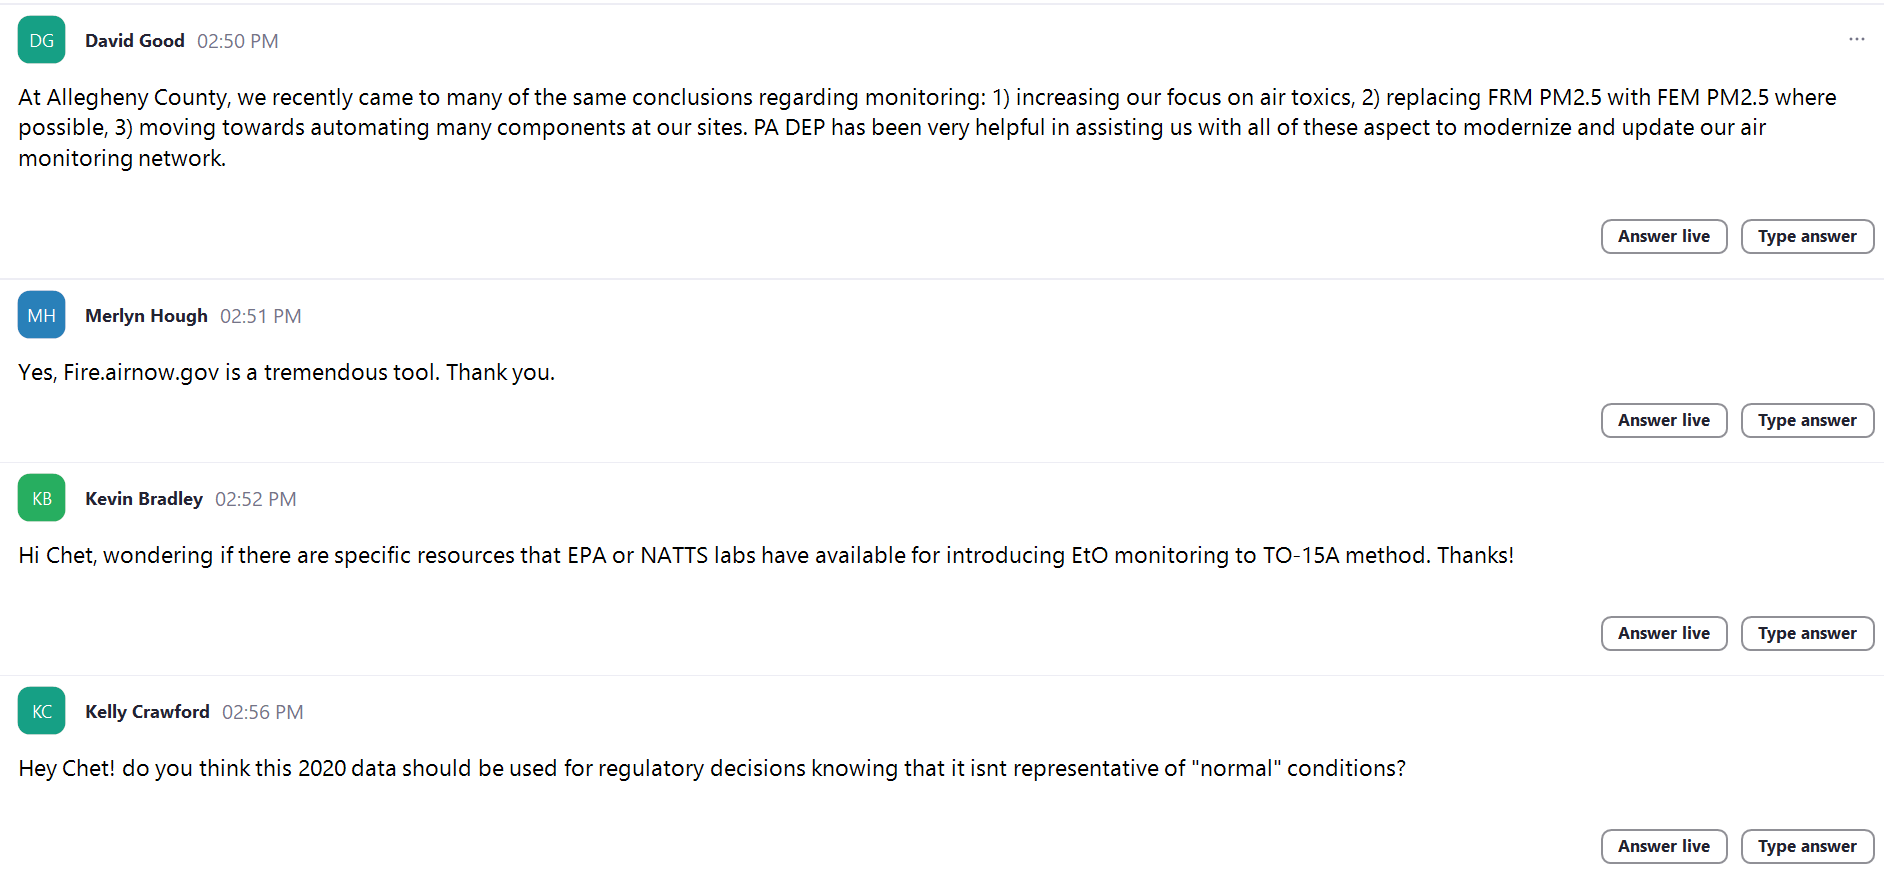 DG David Good 02:50 PM ...
At Allegheny County, we recently came to many of the same conclusions regarding monitoring: 1) increasing our focus on air toxics, 2) replacing FRM PM2.5 with FEM PM2.5 where
possible, 3) moving towards automating many components at our sites. PA DEP has been very helpful in assisting us with all of these aspect to modernize and update our air
monitoring network.
Answer live Type answer
MH Merlyn Hough 02:51 PM
Yes, Fire.airnow.gov is a tremendous tool. Thank you.
Answer live Type answer
KB Kevin Bradley 02:52 PM
Hi Chet, wondering if there are specific resources that EPA or NATTS labs have available for introducing EtO monitoring to TO-15A method. Thanks!
Answer live Type answer
KC Kelly Crawford 02:56 PM
Hey Chet! do you think this 2020 data should be used for regulatory decisions knowing that it isnt representative of "normal" conditions?
Answer live Type answer